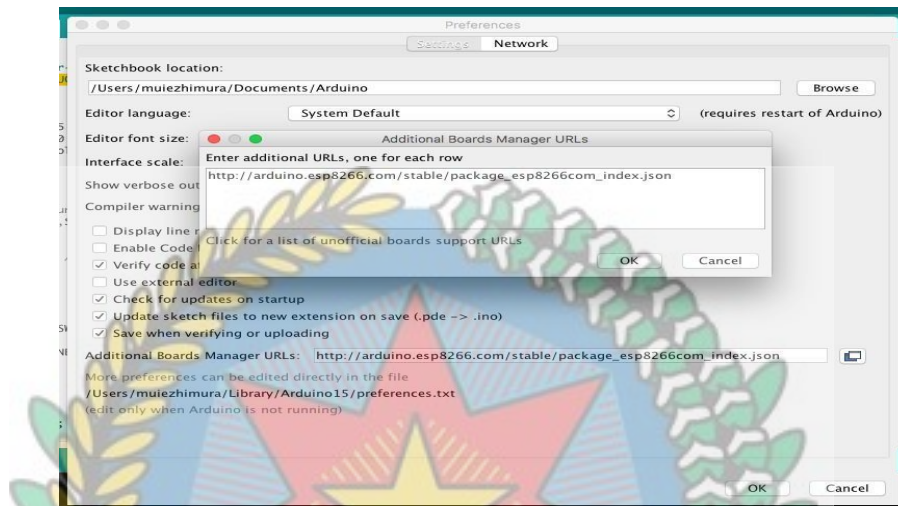 Preferences
Settings Network
Sketchbook location:
/Users/muiezhimura/Documents/Arduino Browse
Editor language: System Default (requires restart of Arduino)
Editor font size:
Additional Boards Manager URLs
Interface scale:
Enter additional URLs, one for each row
http://arduino.esp8266.com/stable/package_esp8266com_index.json
Show verbose out
Compiler warning
Display line r
Click for a list of unofficial boards support URLs
Enable Code
OK Cancel
Verify code a
Use external editor
Check for updates on startup
Update sketch files to new extension on save (.pde -> .ino)
Save when verifying or uploading
Additional Boards Manager URLs: http://arduino.esp8266.com/stable/package_esp8266com_index.json
More preferences can be edited directly in the file
/Users/muiezhimura/Library/Arduino15/preferences.txt
(edit only when Arduino is not running)
OK Cancel